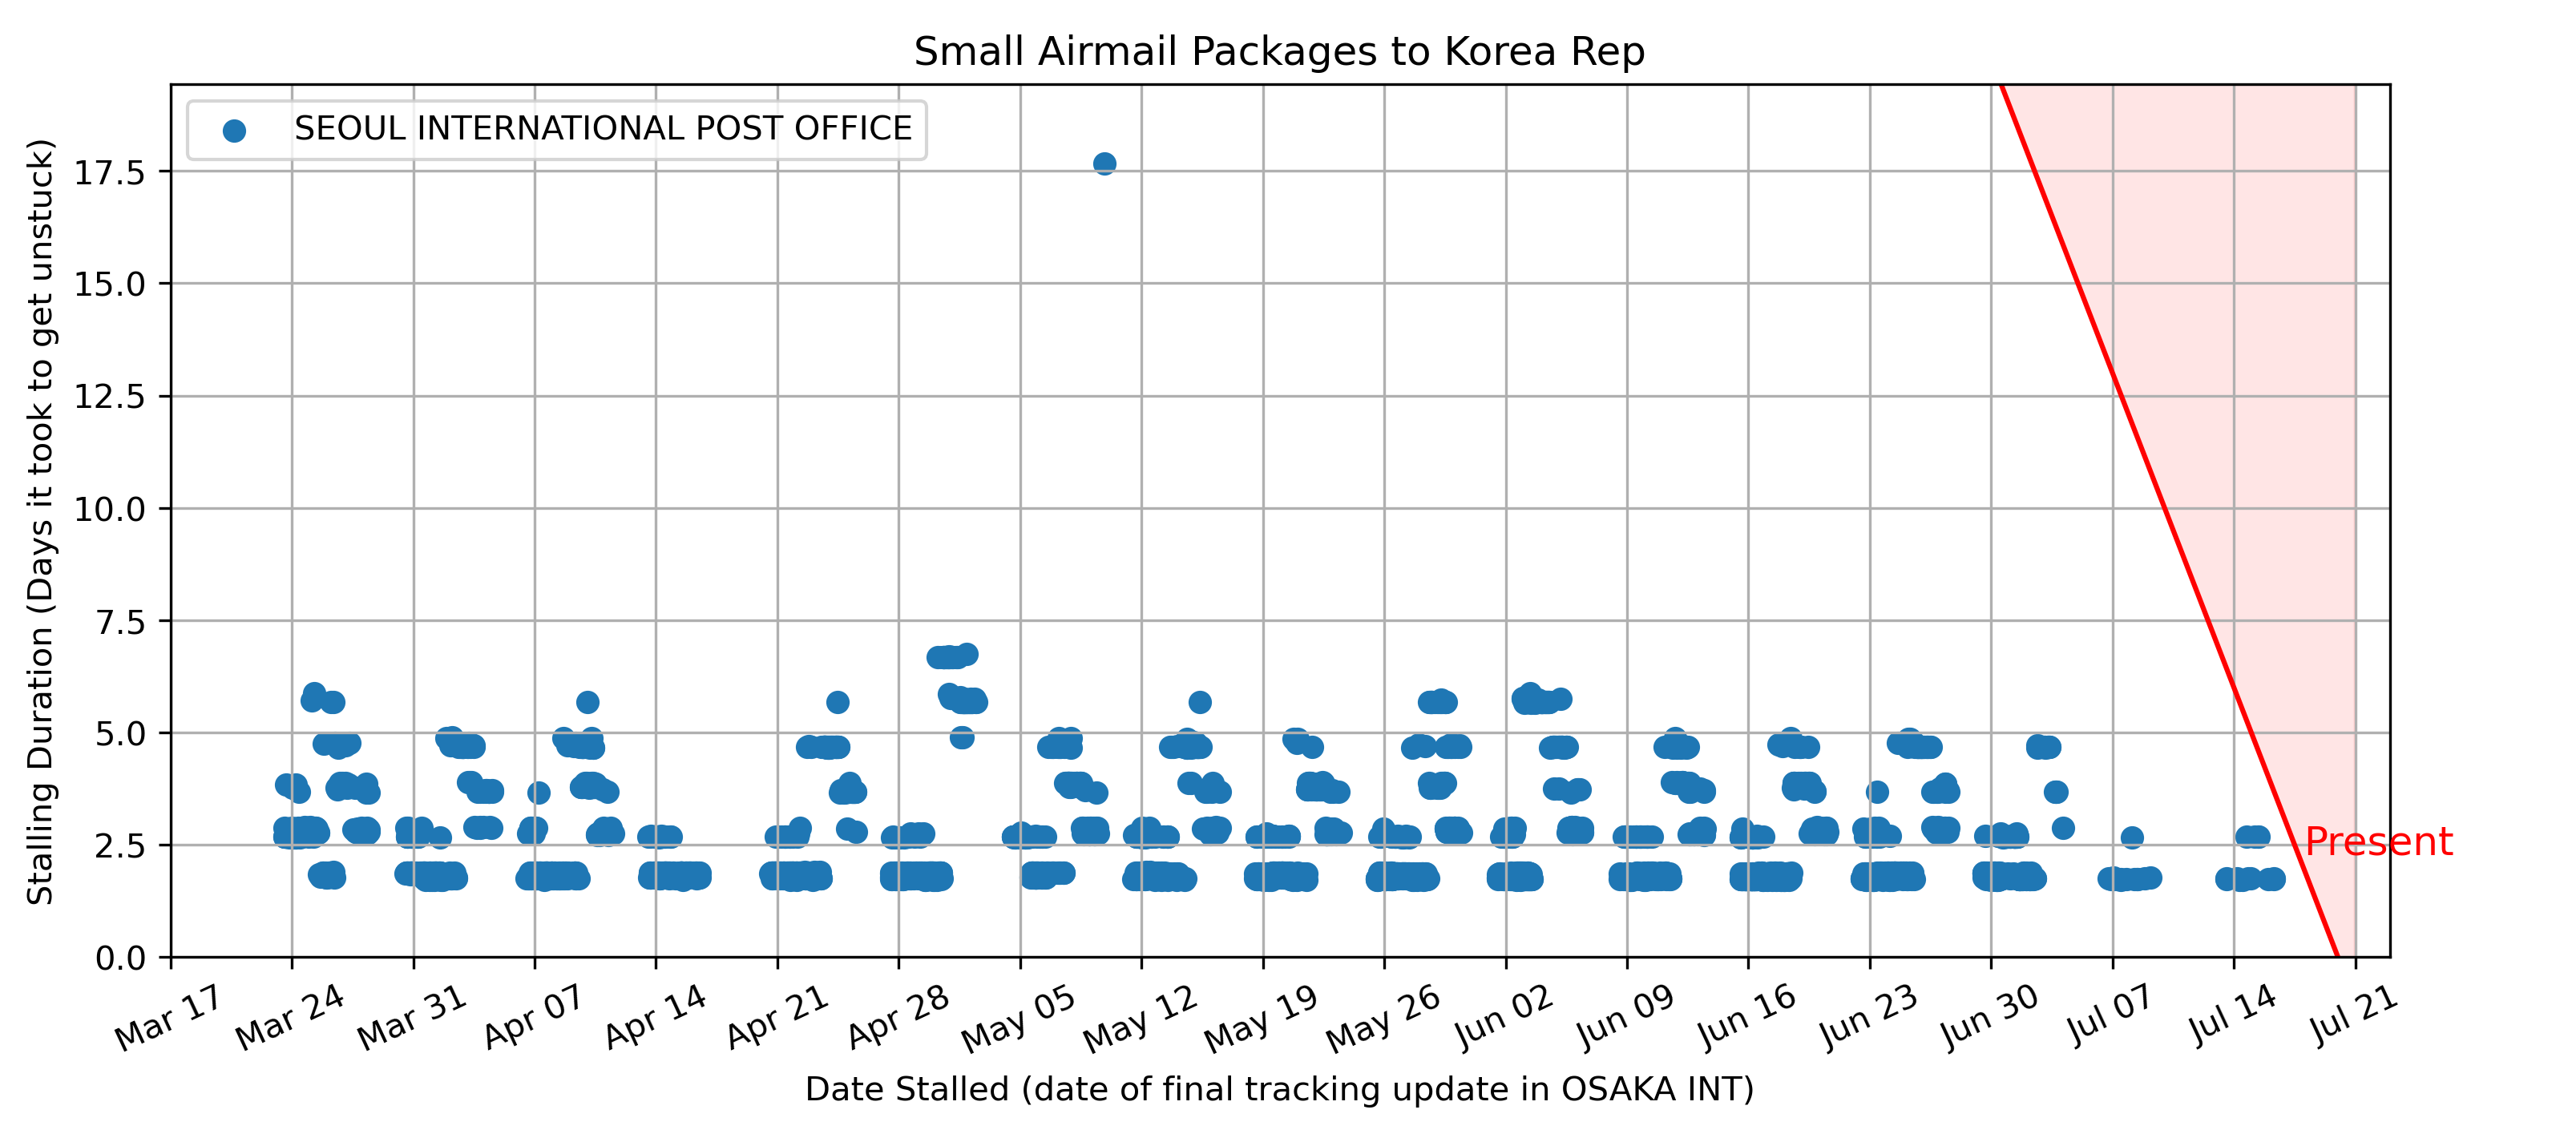 Small Airmail Packages to Korea Rep
SEOUL INTERNATIONAL POST OFFICE
Stalling Duration (Days it took to get unstuck)
17.5
15.0
12.5
10.0
7.5
5.0
2.5
0.0
Present
Mar 17
Mar 24
Mar 31
Apr 07
Apr 14
Apr 21
Apr 28
May 05
May 12
May 19
May 26
Jun 02
Jun 09
Jun 16
Jun 23
Jun 30
Jul 07
Jul 14
Jul 21
Date Stalled (date of final tracking update in OSAKA INT)